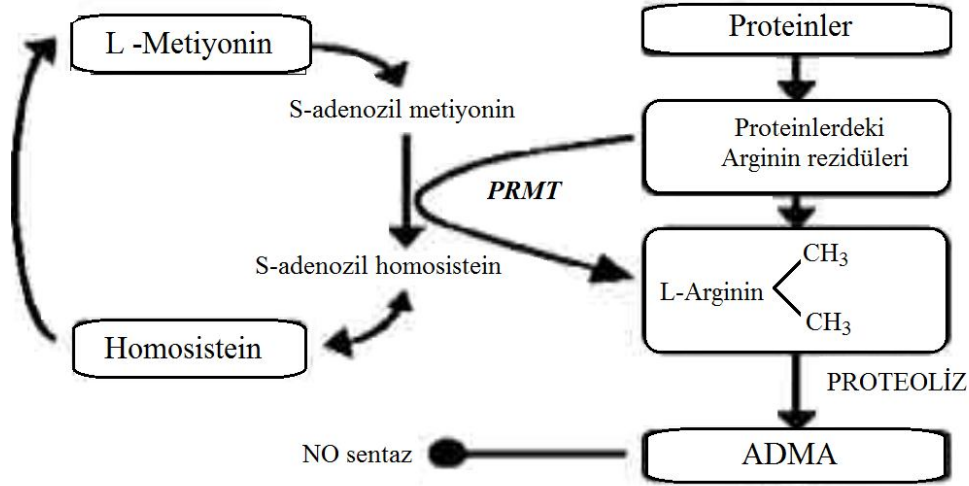 L -Metiyonin
S-adenozil metiyonin
PRMT
S-adenozil homosistein
Homosistein
Proteinler
Proteinlerdeki
Arginin rezidüleri
CH3
L-Arginin
CH3
PROTEOLİZ
ADMA
NO sentaz